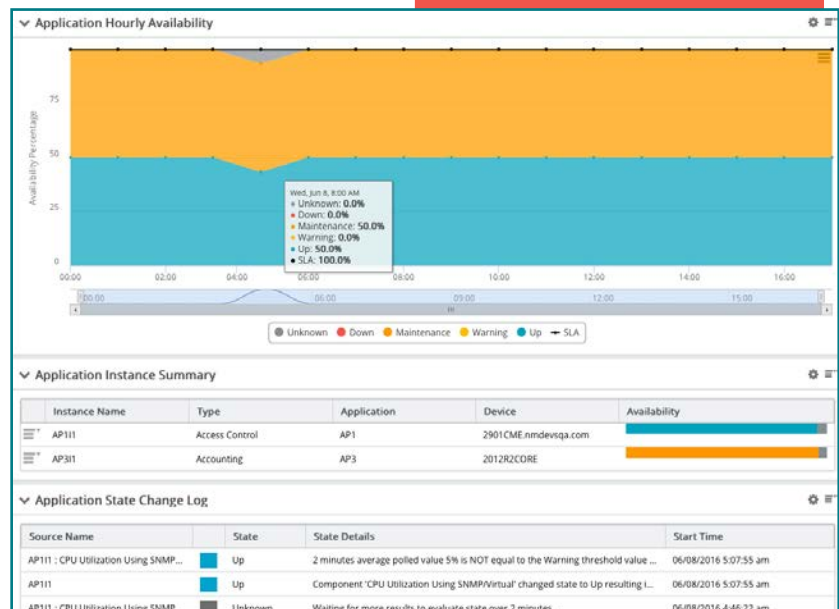 Application Hourly Availability
Availability Percentage
75
50
25
0
Wed, Jun 8, 8:00 AM
Unknown: 0.0%
Down: 0.0%
Maintenance: 50.0%
Warning: 0.0%
Up: 50.0%
SLA: 100.0%
00:00 02:00 04:00 06:00 08:00 10:00 12:00 14:00 16:00
00:00 06:00 09:00 12:00 15:00
Unknown Down Maintenance Warning Up SLA
Application Instance Summary
Instance Name Type Application Device Availability
AP1I1 Access Control AP1 2901CME.nmdevsqa.com
AP3I1 Accounting AP3 2012R2CORE
Application State Change Log
Source Name State State Details Start Time
AP1I1 : CPU Utilization Using SNMP... Up 2 minutes average polled value 5% is NOT equal to the Warning threshold value ... 06/08/2016 5:07:55 am
AP1I1 Up Component 'CPU Utilization Using SNMP/Virtual' changed state to Up resulting i... 06/08/2016 5:07:55 am
AP1I1 : CPU Utilization Using SNMP... Unknown Waiting for more results to evaluate state over 2 minutes 06/08/2016 4:46:22 am